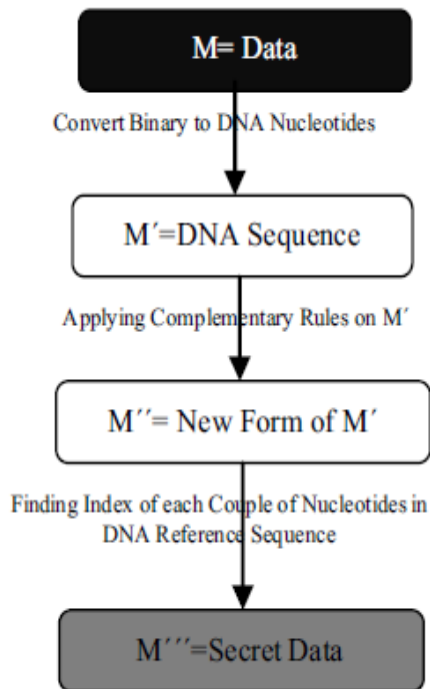 M= Data
Convert Binary to DNA Nucleotides
M´=DNA Sequence
Applying Complementary Rules on M´
M´´= New Form of M´
Finding Index of each Couple of Nucleotides in
DNA Reference Sequence
M´´´=Secret Data